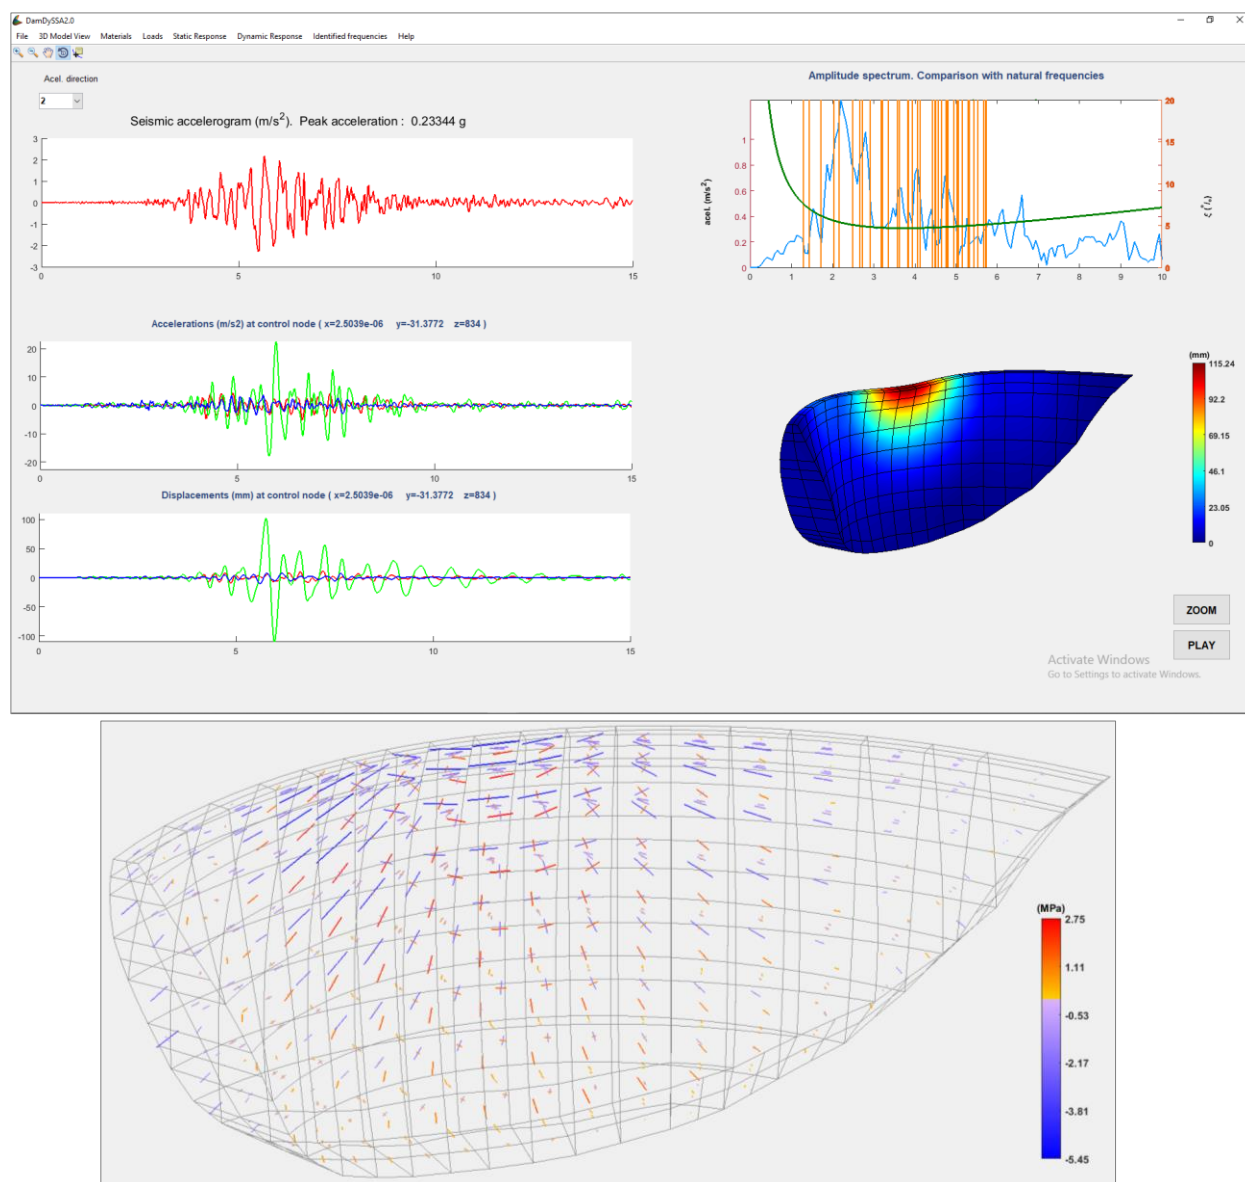 DamDySSA2.0
File 3D Model View Materials Loads Static Response Dynamic Response Identified frequencies Help
Acel. direction
2
Seismic accelerogram (m/s2). Peak acceleration : 0.23344 g
3
2
1
0
-1
-2
-3
0 5 10 15
Accelerations (m/s2) at control node ( x=2.5039e-06 y=-31.3772 z=834 )
20
10
0
-10
-20
0 5 10 15
Displacements (mm) at control node ( x=2.5039e-06 y=-31.3772 z=834 )
100
50
0
-50
-100
0 5 10 15
Amplitude spectrum. Comparison with natural frequencies
acel. (m/s2)
1
0.8
0.6
0.4
0.2
0
20
15
10
5
0
0 1 2 3 4 5 6 7 8 9 10
(mm)
115.24
92.2
69.15
46.1
23.05
0
ZOOM
PLAY
Activate Windows
Go to Settings to activate Windows.
(MPa)
2.75
1.11
-0.53
-2.17
-3.81
-5.45